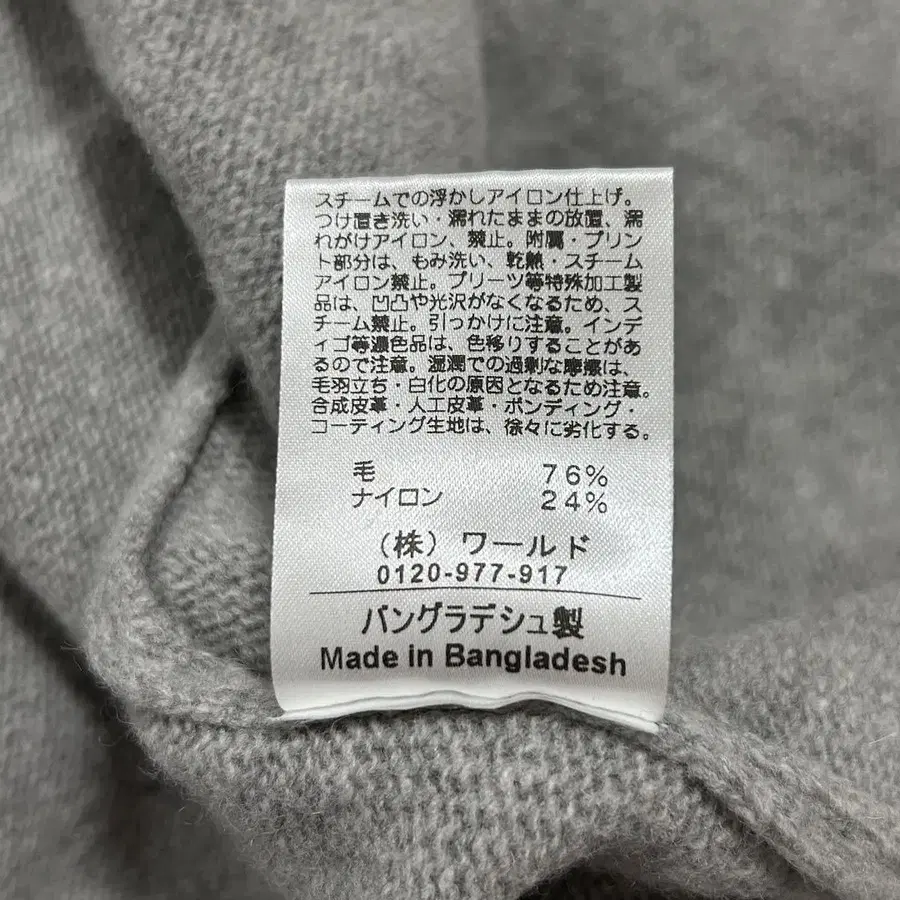 スチームでの浮かしアイロン仕上げ。
つけ置き洗い・濡れたままの放置、濡
れがけアイロン、禁止。附属・プリン
ト部分は、もみ洗い、乾熱・スチーム
アイロン禁止。プリーツ等特殊加工製
品は、凹凸や光沢がなくなるため、ス
チーム禁止。引っかけに注意。インデ
ィゴ等濃色品は、色移りすることがあ
るので注意。湿潤での過剰な摩擦は、
毛羽立ち・白化の原因となるため注意。
合成皮革・人工皮革・ボンディング・
コーティング生地は、徐々に劣化する。
毛 76%
ナイロン 24%
(株) ワールド
0120-977-917
バングラデシュ製
Made in Bangladesh